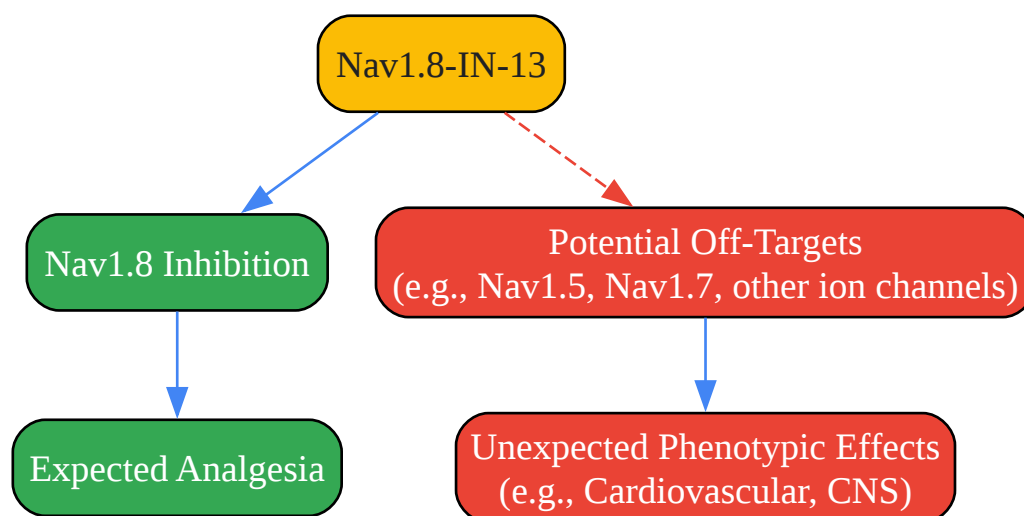 Nav1.8-IN-13
Nav1.8 Inhibition
Potential Off-Targets
(e.g., Nav1.5, Nav1.7, other ion channels)
Expected Analgesia
Unexpected Phenotypic Effects
(e.g., Cardiovascular, CNS)